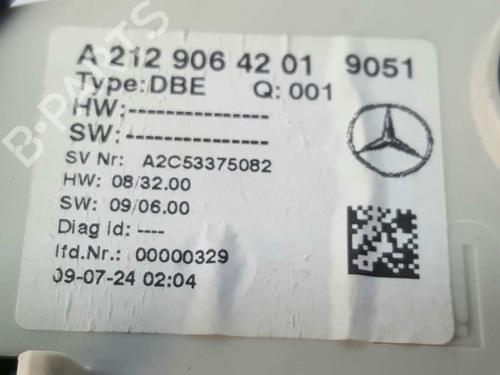 A 212 906 42 01 9051
Type:DBE Q: 001
HW:---------------
SW:---------------
SV Nr: A2C53375082
HW: 08/32.00
SW: 09/06.00
Diag id: ----
lfd.Nr.: 00000329
09-07-24 02:04
B-PARTS